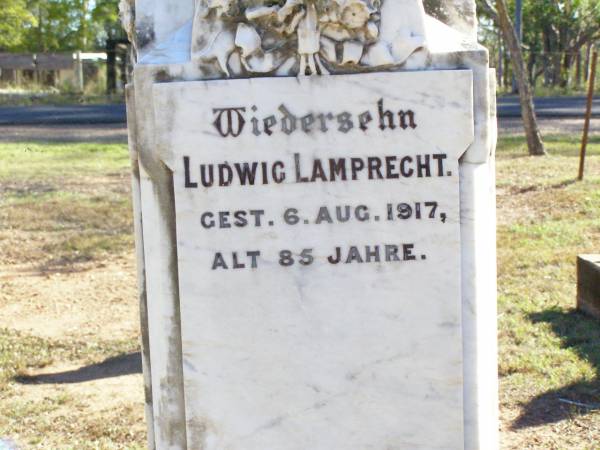 Wiedersehn
LUDWIG LAMPRECHT.
GEST. 6. AUG. 1917,
ALT 85 JAHRE.